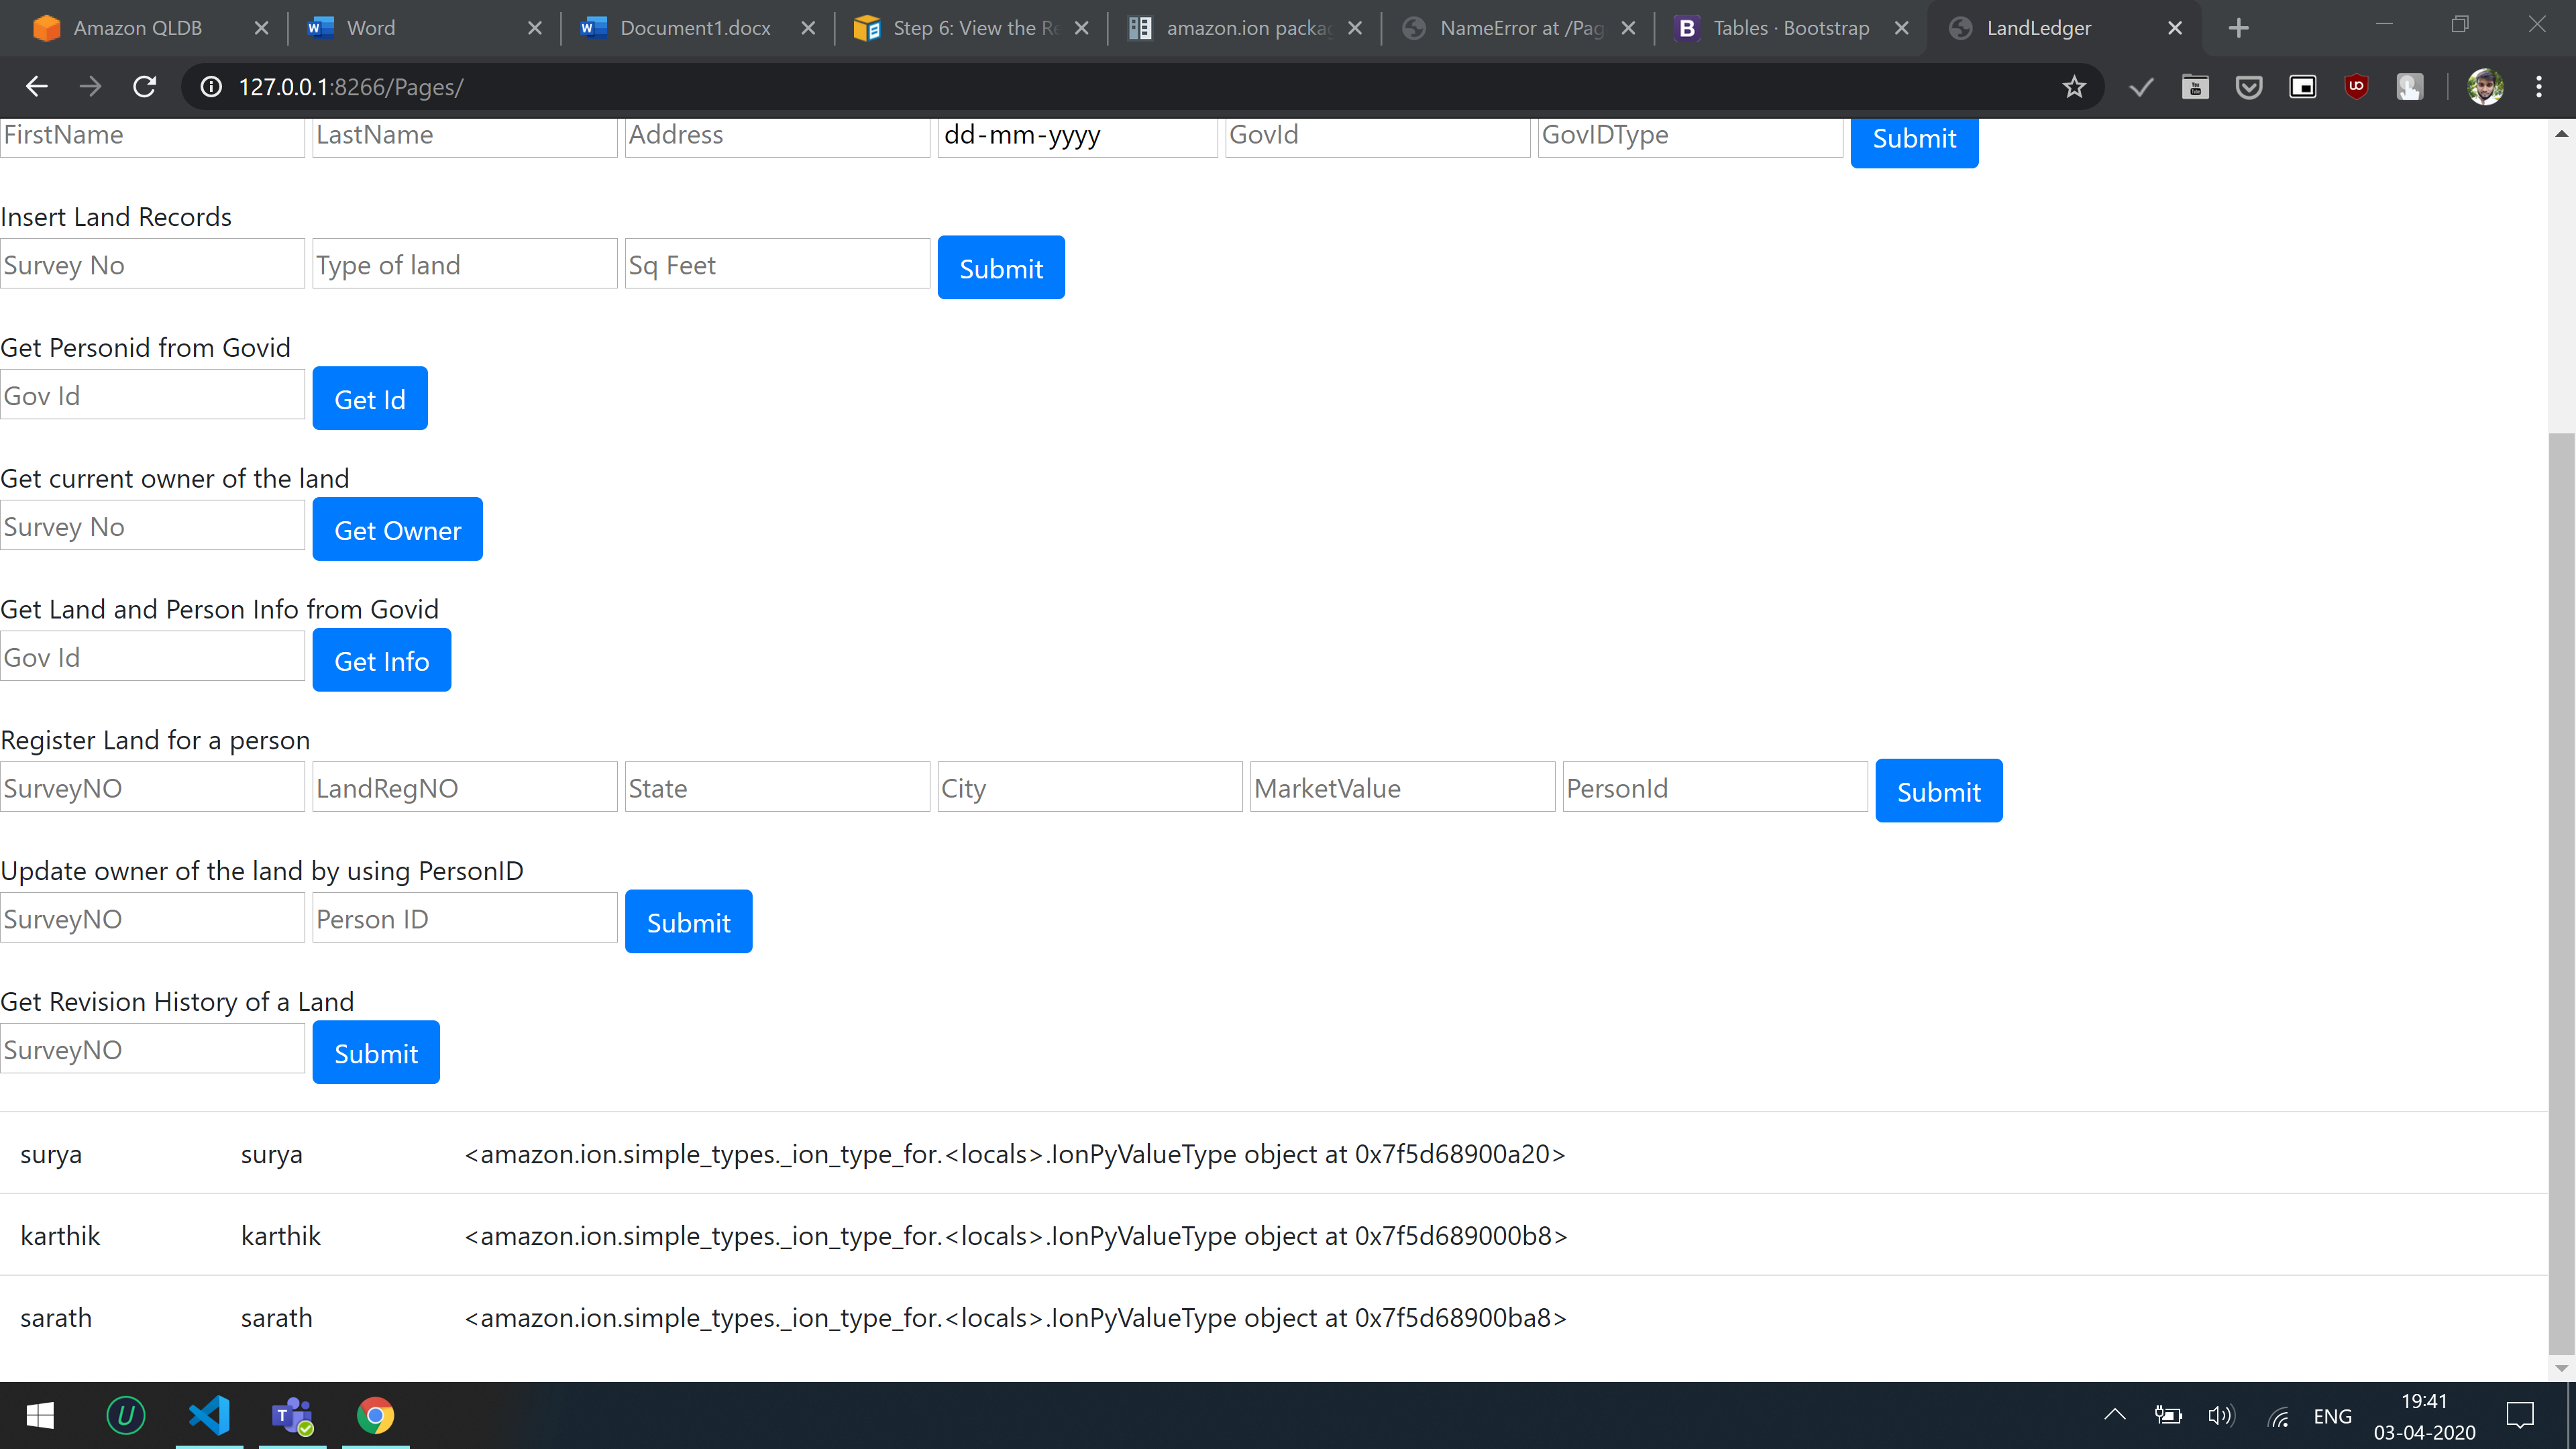 Amazon QLDB
Word
Document1.docx
Step 6: View the Re
amazon.ion packag
NameError at /Pag
B Tables · Bootstrap
LandLedger
127.0.0.1:8266/Pages/
FirstName LastName Address dd-mm-yyyy GovId GovIDType Submit
Insert Land Records
Survey No Type of land Sq Feet Submit
Get Personid from Govid
Gov Id Get Id
Get current owner of the land
Survey No Get Owner
Get Land and Person Info from Govid
Gov Id Get Info
Register Land for a person
SurveyNO LandRegNO State City MarketValue PersonId Submit
Update owner of the land by using PersonID
SurveyNO Person ID Submit
Get Revision History of a Land
SurveyNO Submit
surya surya <amazon.ion.simple_types._ion_type_for.<locals>.IonPyValueType object at 0x7f5d68900a20>
karthik karthik <amazon.ion.simple_types._ion_type_for.<locals>.IonPyValueType object at 0x7f5d689000b8>
sarath sarath <amazon.ion.simple_types._ion_type_for.<locals>.IonPyValueType object at 0x7f5d68900ba8>
ENG
19:41
03-04-2020